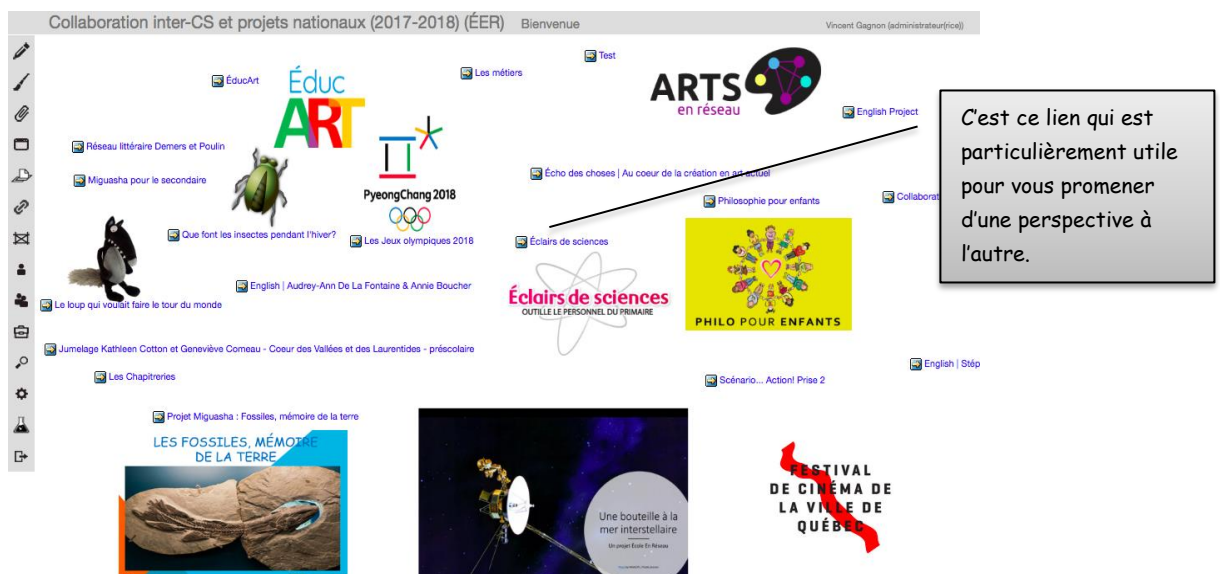 Collaboration inter-CS et projets nationaux (2017-2018) (ÉER) Bienvenue
Vincent Gagnon (administrateur(rice))
Test
Les métiers
ÉducArt
Éduc
ART
ARTS
en réseau
English Project
C'est ce lien qui est
particulièrement utile
pour vous promener
d'une perspective à
l'autre.
Réseau littéraire Demers et Poulin
Miguasha pour le secondaire
PyeongChang 2018
Écho des choses | Au coeur de la création en art actuel
Philosophie pour enfants
Collaborat
Que font les insectes pendant l'hiver?
Les Jeux olympiques 2018
Éclairs de sciences
English | Audrey-Ann De La Fontaine & Annie Boucher
Le loup qui voulait faire le tour du monde
Éclairs de sciences
OUTILLE LE PERSONNEL DU PRIMAIRE
PHILO POUR ENFANTS
Jumelage Kathleen Cotton et Geneviève Comeau - Coeur des Vallées et des Laurentides - préscolaire
English | Stép
Les Chapitreries
Scénario... Action! Prise 2
Projet Miguasha : Fossiles, mémoire de la terre
LES FOSSILES, MÉMOIRE
DE LA TERRE
Une bouteille à la
mer interstellaire
Un projet École En Réseau
FESTIVAL
DE CINÉMA DE
LA VILLE DE
QUÉBEC